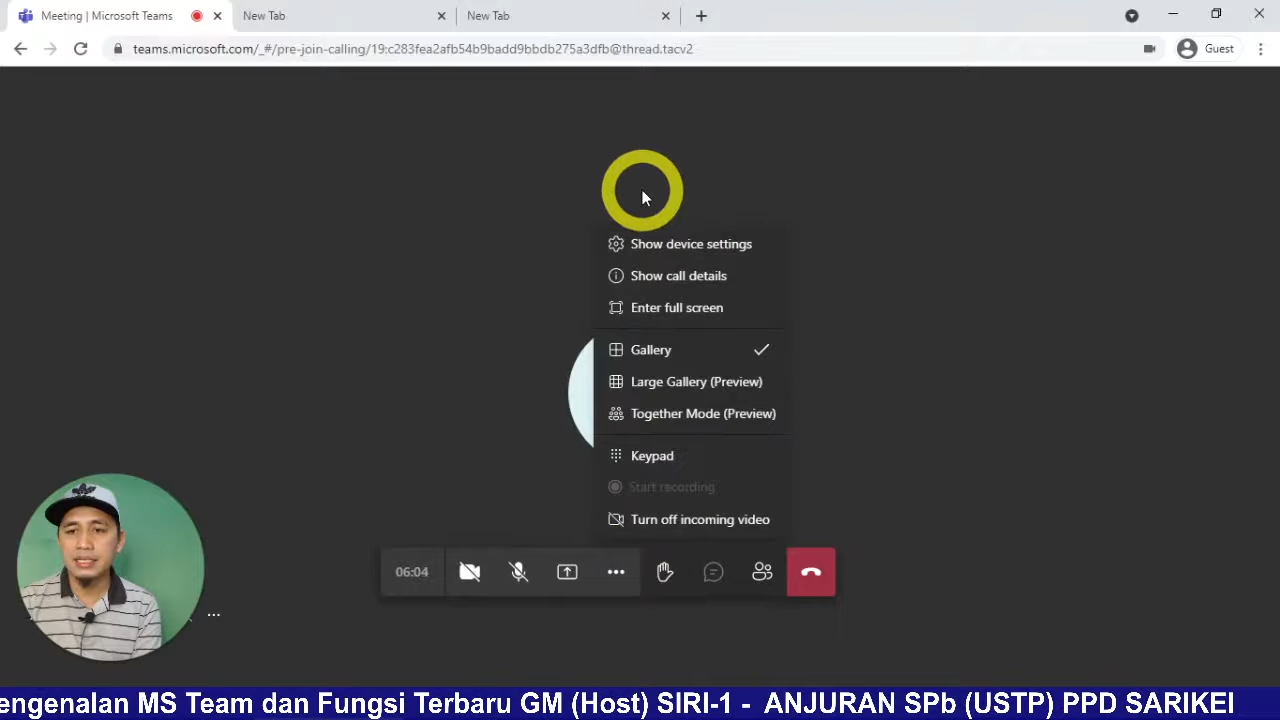 Meeting | Microsoft Teams
New Tab
New Tab
teams.microsoft.com/_#/pre-join-calling/19:c283fea2afb54b9badd9bbdb275a3dfb@thread.tacv2
Guest
Show device settings
Show call details
Enter full screen
Gallery
Large Gallery (Preview)
Together Mode (Preview)
Keypad
Start recording
Turn off incoming video
06:04
engenalan MS Team dan Fungsi Terbaru GM (Host) SIRI-1 - ANJURAN SPb (USTP) PPD SARIKEI